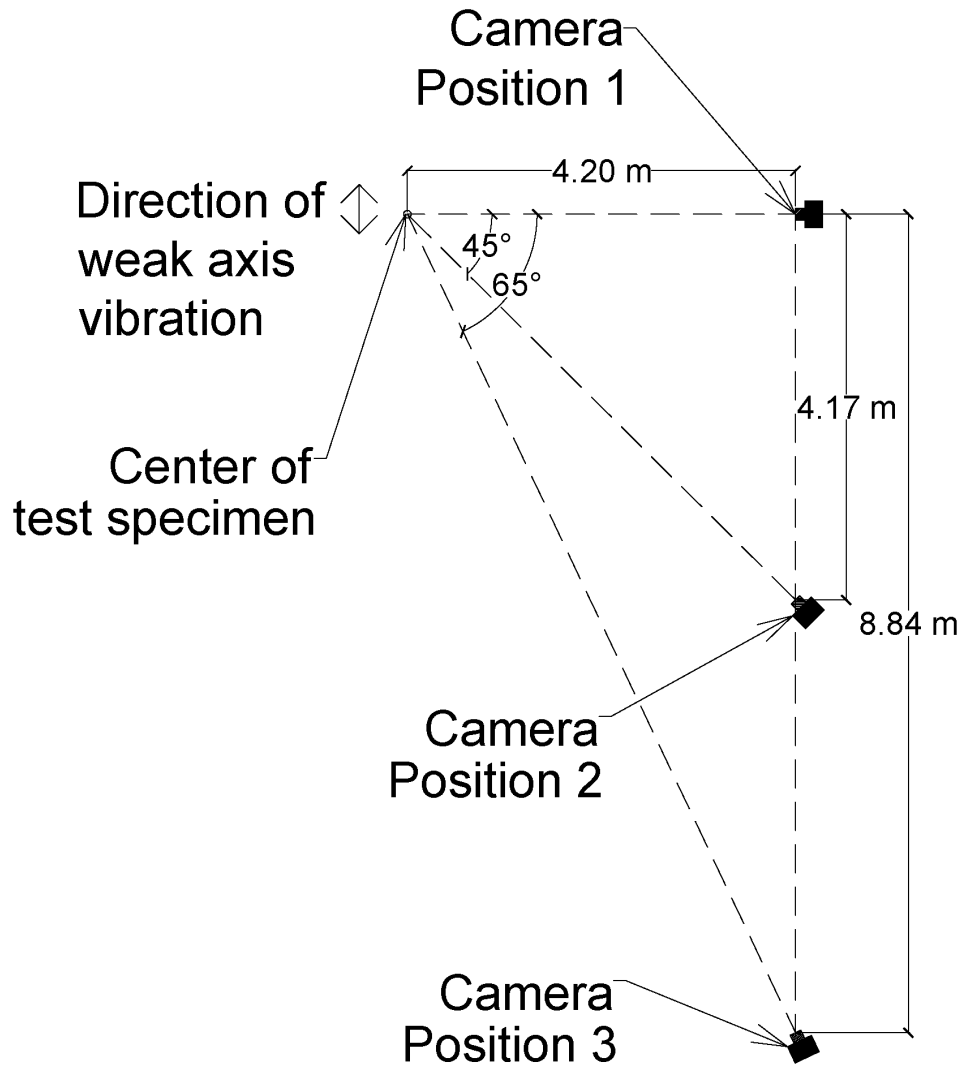 Camera
Position 1
4.20 m
Direction of
weak axis
vibration
45°
65°
4.17 m
Center of
test specimen
8.84 m
Camera
Position 2
Camera
Position 3